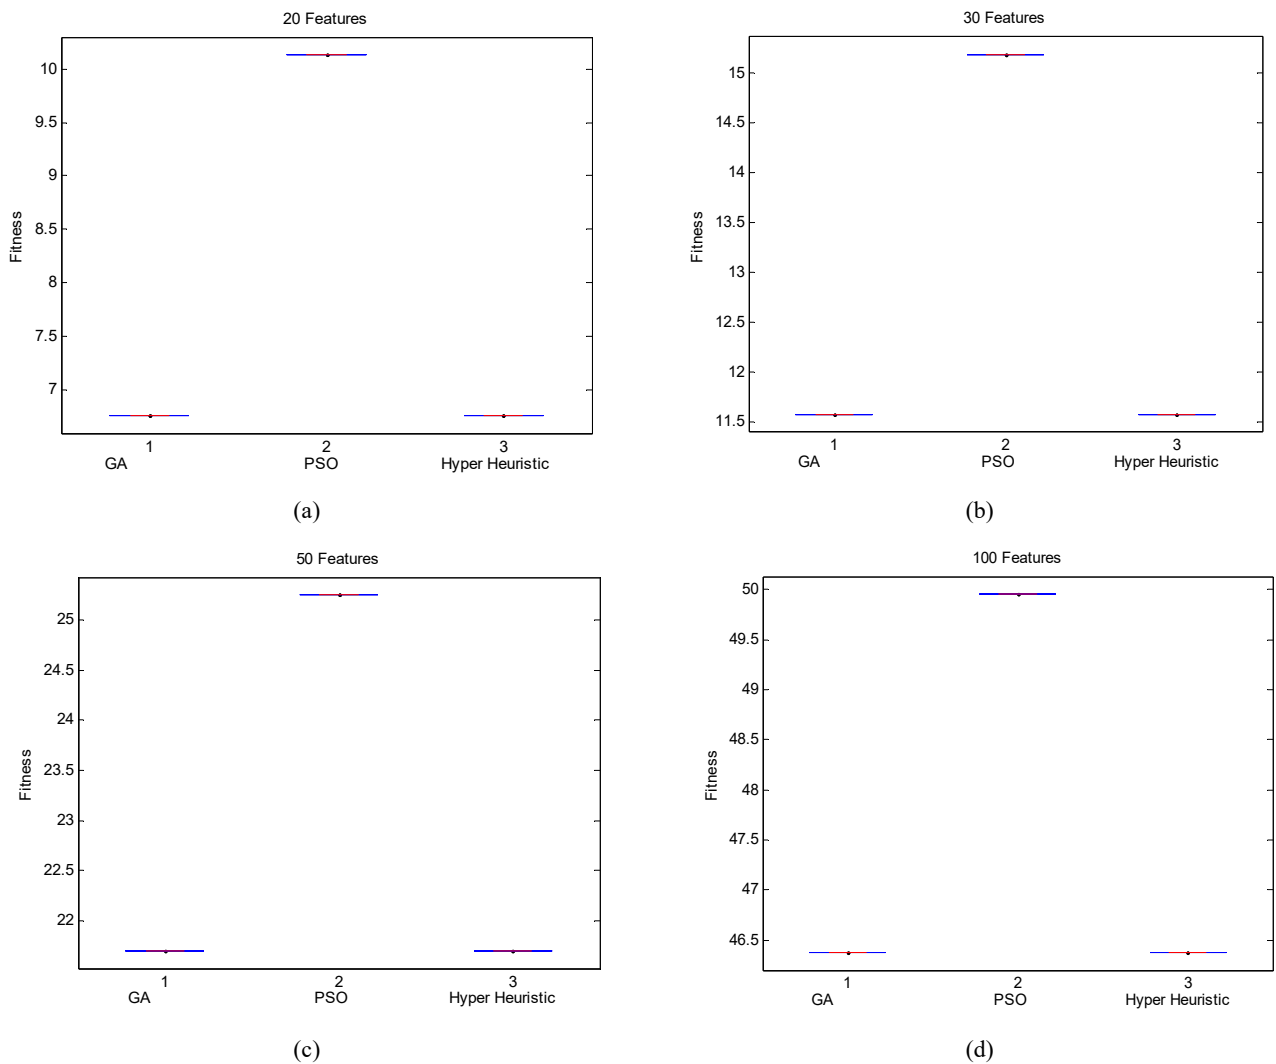 20 Features
10
9.5
9
8.5
8
7.5
7
Fitness
1 2 3
GA PSO Hyper Heuristic
(a)
30 Features
15
14.5
14
13.5
13
12.5
12
11.5
Fitness
1 2 3
GA PSO Hyper Heuristic
(b)
50 Features
25
24.5
24
23.5
23
22.5
22
Fitness
1 2 3
GA PSO Hyper Heuristic
(c)
100 Features
50
49.5
49
48.5
48
47.5
47
46.5
Fitness
1 2 3
GA PSO Hyper Heuristic
(d)